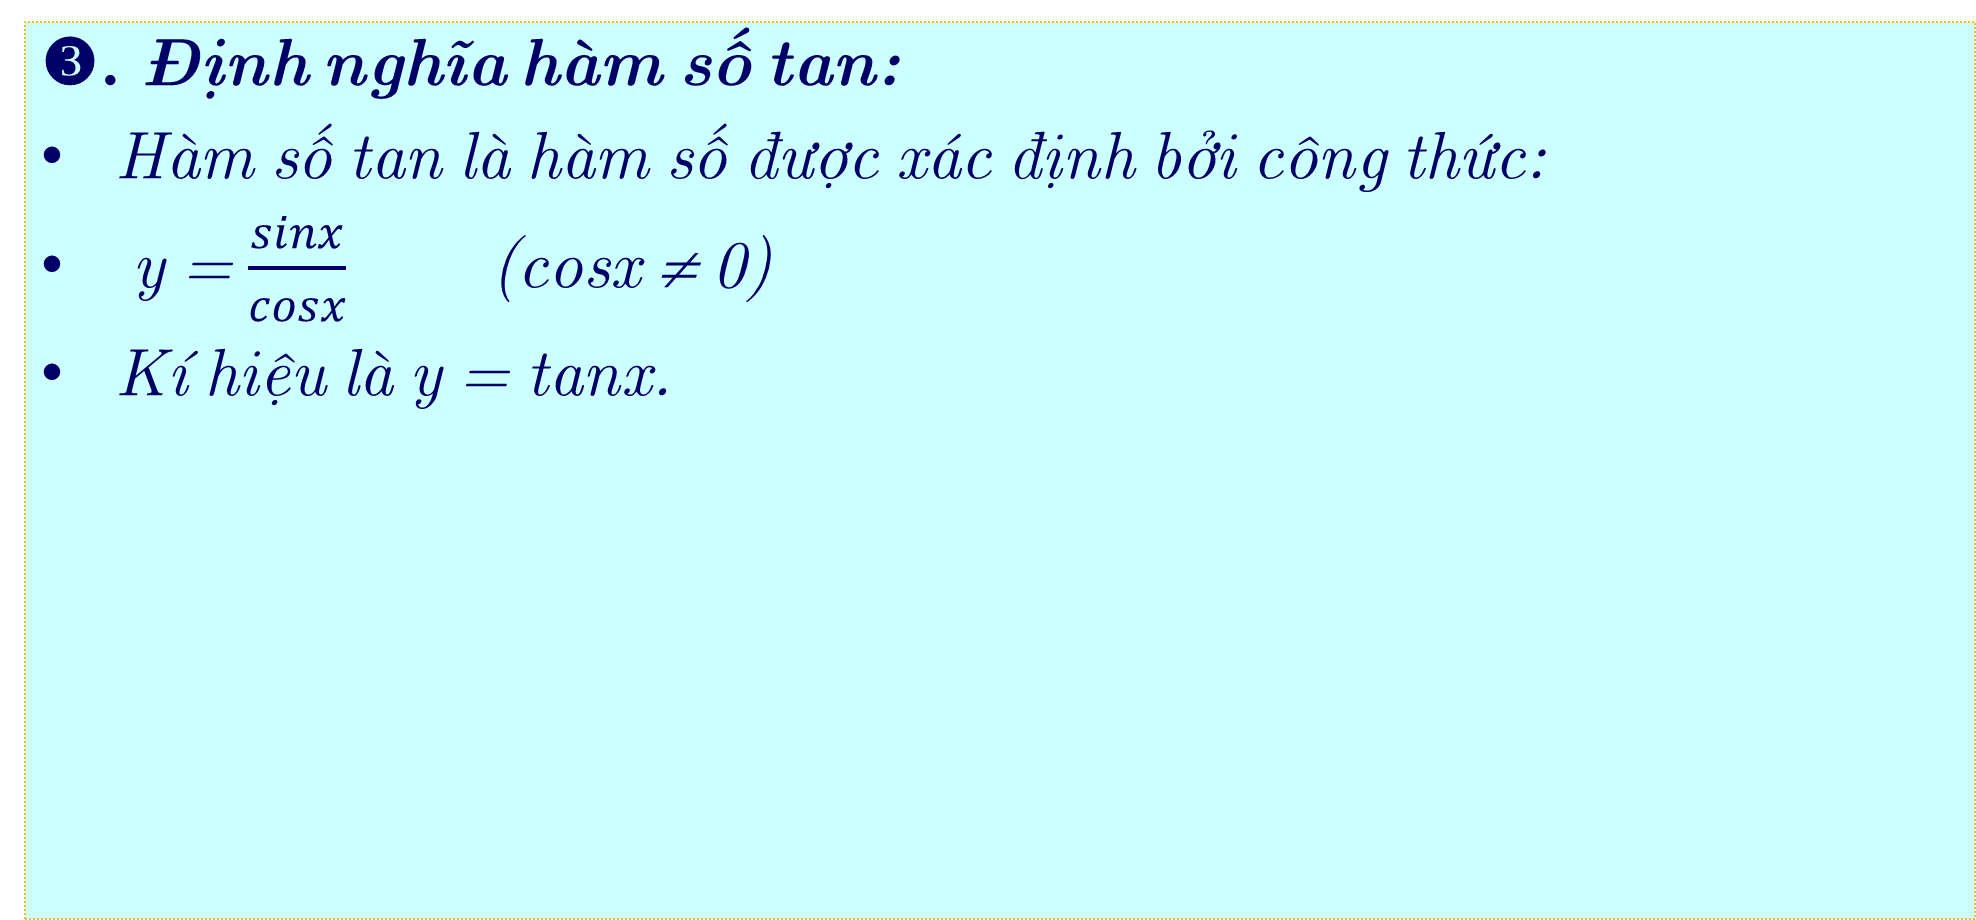 ❸. Định nghĩa hàm số tan:
• Hàm số tan là hàm số được xác định bởi công thức:
• y = sinx/cosx (cosx ≠ 0)
• Kí hiệu là y = tanx.